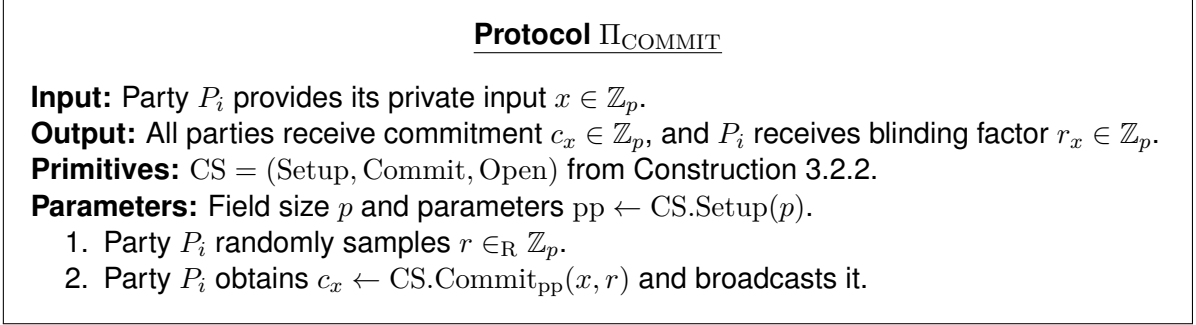 Protocol Π_COMMIT
Input: Party P_i provides its private input x ∈ ℤ_p.
Output: All parties receive commitment c_x ∈ ℤ_p, and P_i receives blinding factor r_x ∈ ℤ_p.
Primitives: CS = (Setup, Commit, Open) from Construction 3.2.2.
Parameters: Field size p and parameters pp ← CS.Setup(p).
1. Party P_i randomly samples r ∈_R ℤ_p.
2. Party P_i obtains c_x ← CS.Commit_pp(x, r) and broadcasts it.